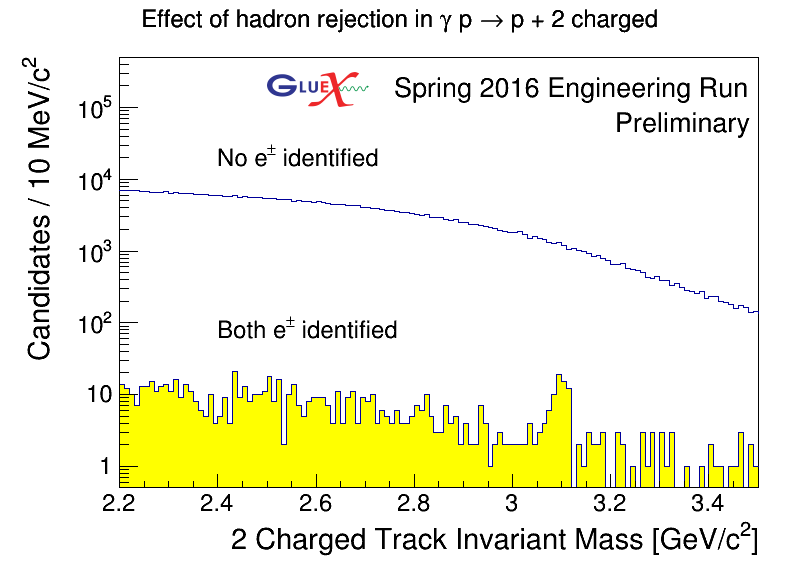 Effect of hadron rejection in γ p → p + 2 charged
GLUEX
Spring 2016 Engineering Run
Preliminary
Candidates / 10 MeV/c²
10⁵
10⁴
10³
10²
10
1
No e± identified
Both e± identified
2.2 2.4 2.6 2.8 3 3.2 3.4
2 Charged Track Invariant Mass [GeV/c²]